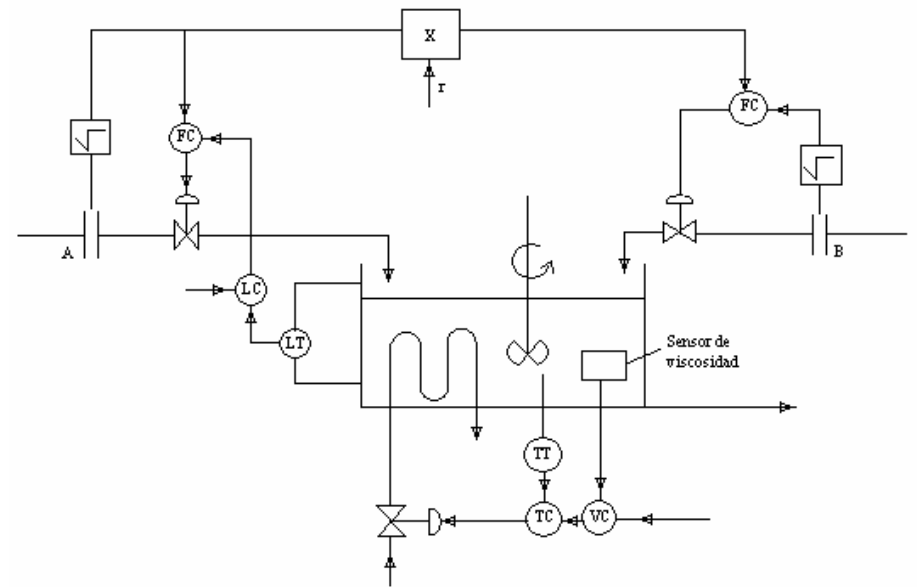 X
r
FC
FC
A
B
LC
LT
Sensor de
viscosidad
TT
TC
VC